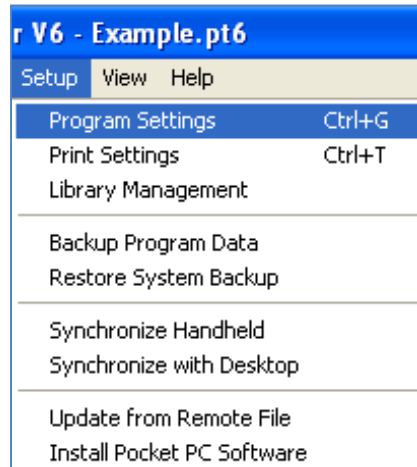 r V6 - Example.pt6
Setup View Help
Program Settings Ctrl+G
Print Settings Ctrl+T
Library Management
Backup Program Data
Restore System Backup
Synchronize Handheld
Synchronize with Desktop
Update from Remote File
Install Pocket PC Software